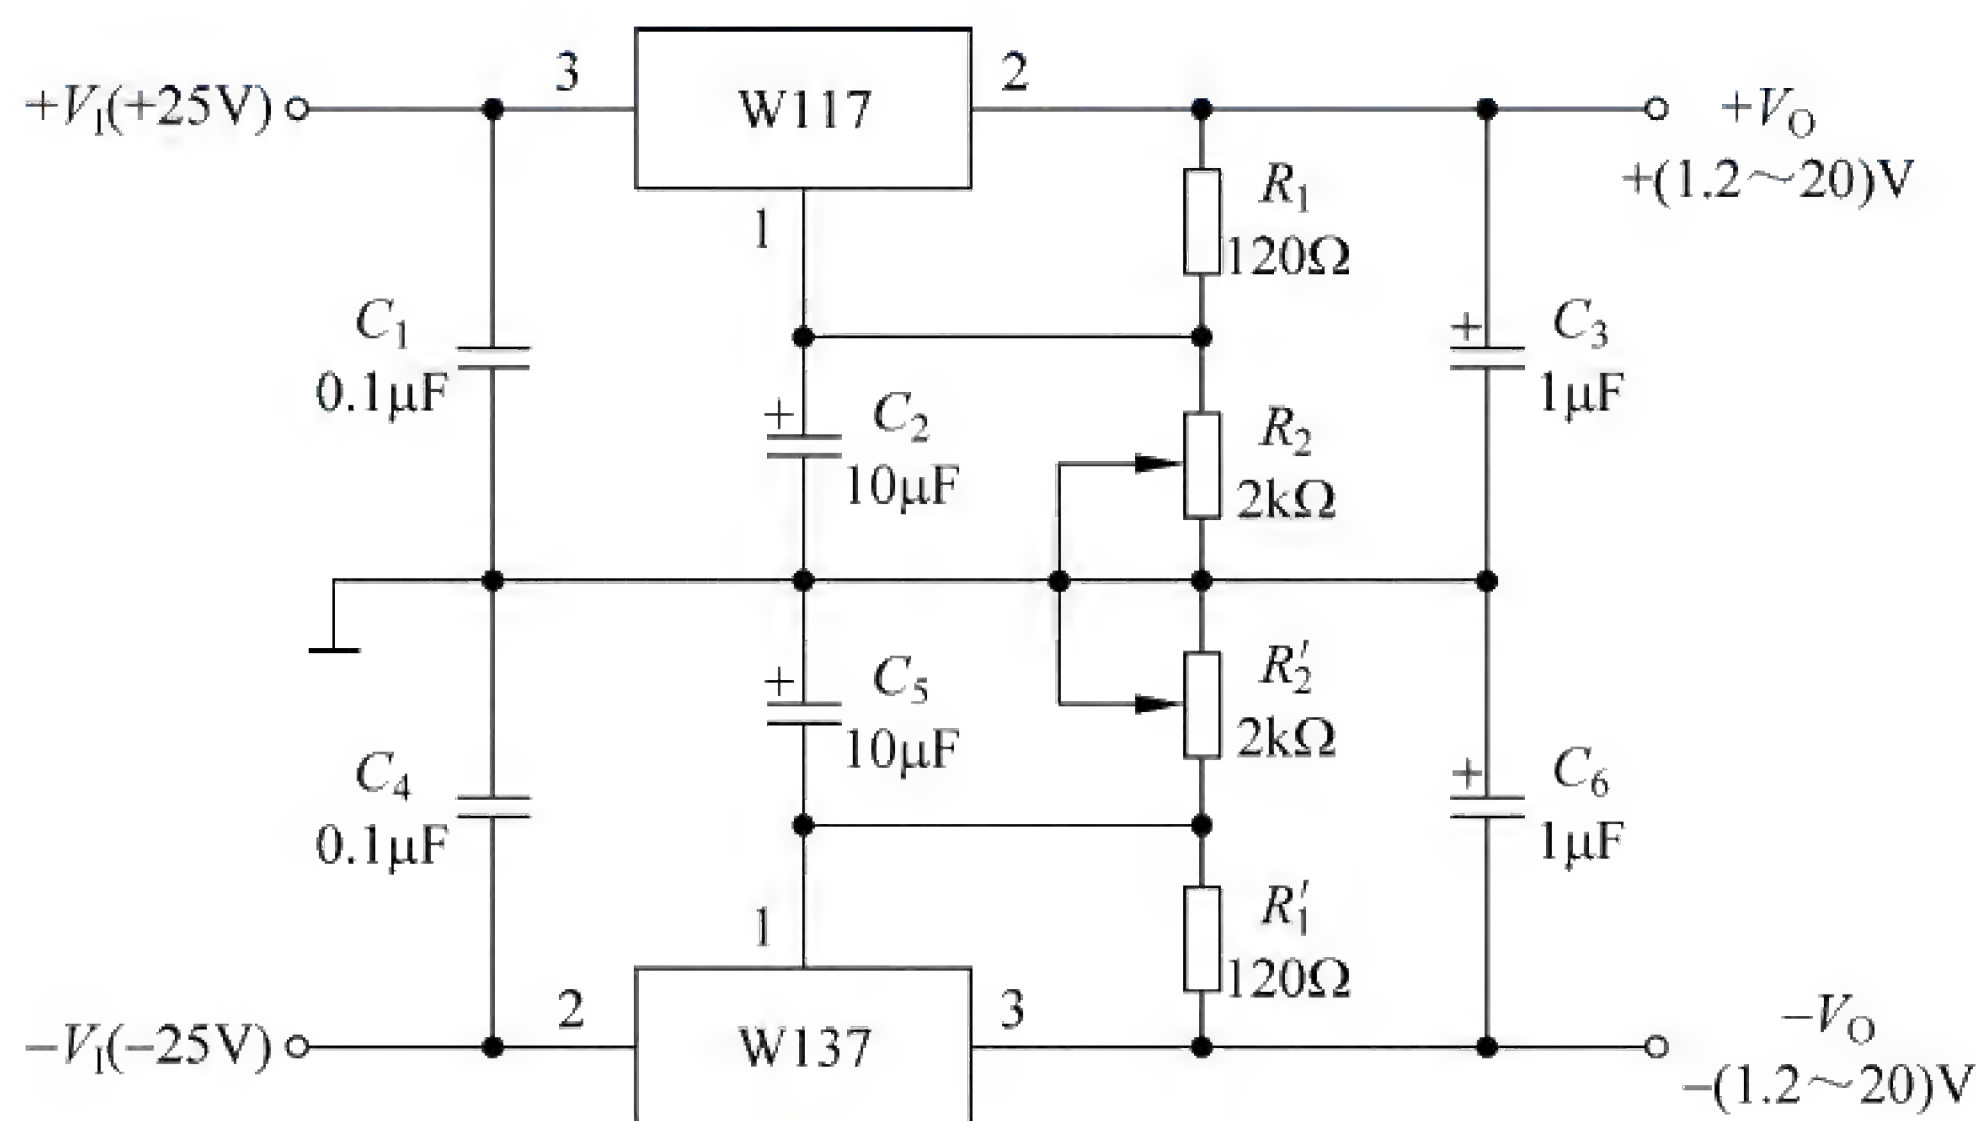 3
W117
2
+V_I(+25V)
+V_O
+(1.2～20)V
1
R_1
120Ω
C_1
0.1μF
+
C_2
10μF
R_2
2kΩ
+
C_3
1μF
+
C_5
10μF
R′_2
2kΩ
C_4
0.1μF
+
C_6
1μF
1
R′_1
120Ω
2
W137
3
–V_I(–25V)
–V_O
–(1.2～20)V